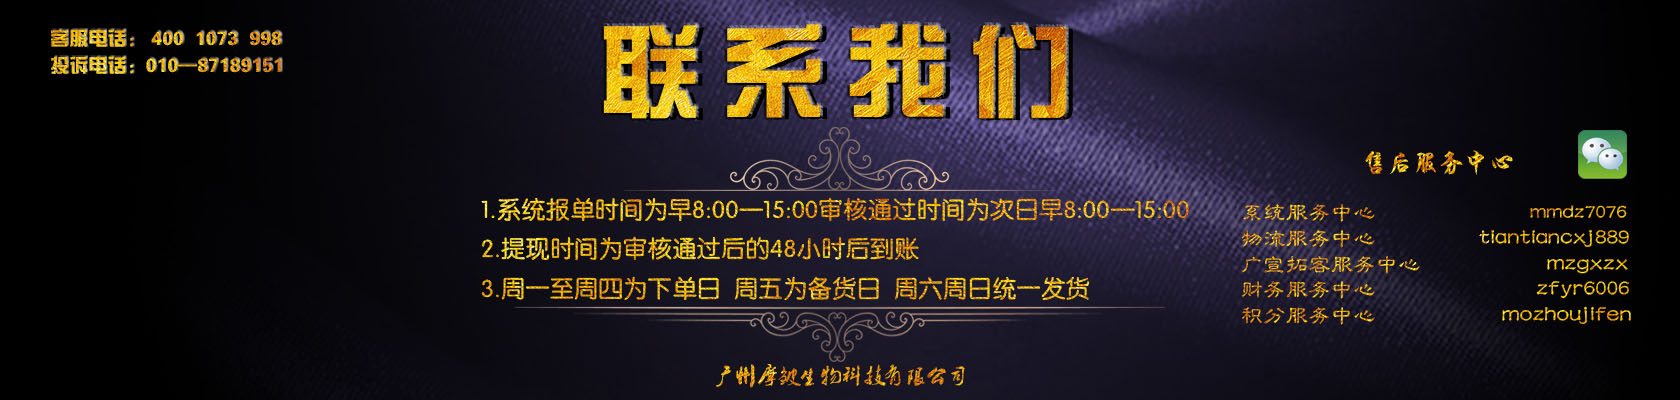 客服电话： 400 1073 998
投诉电话：010—87189151
联系我们
1.系统报单时间为早8:00—15:00审核通过时间为次日早8:00—15:00
2.提现时间为审核通过后的48小时后到账
3.周一至周四为下单日 周五为备货日 周六周日统一发货
广州摩皴生物科技有限公司
售后服务中心
系统服务中心 mmdz7076
物流服务中心 tiantiancxj889
广宣拓客服务中心 mzgxzx
财务服务中心 zfyr6006
积分服务中心 mozhoujifen